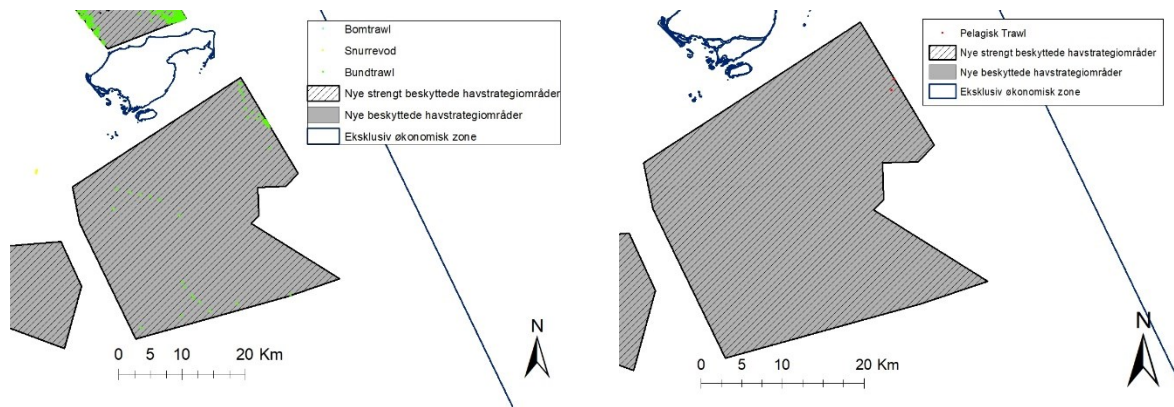 Bomtrawl
Snurrevod
Bundtrawl
Nye strengt beskyttede havstrategiområder
Nye beskyttede havstrategiområder
Eksklusiv økonomisk zone
N
0 5 10 20 Km
Pelagisk Trawl
Nye strengt beskyttede havstrategiområder
Nye beskyttede havstrategiområder
Eksklusiv økonomisk zone
N
0 5 10 20 Km